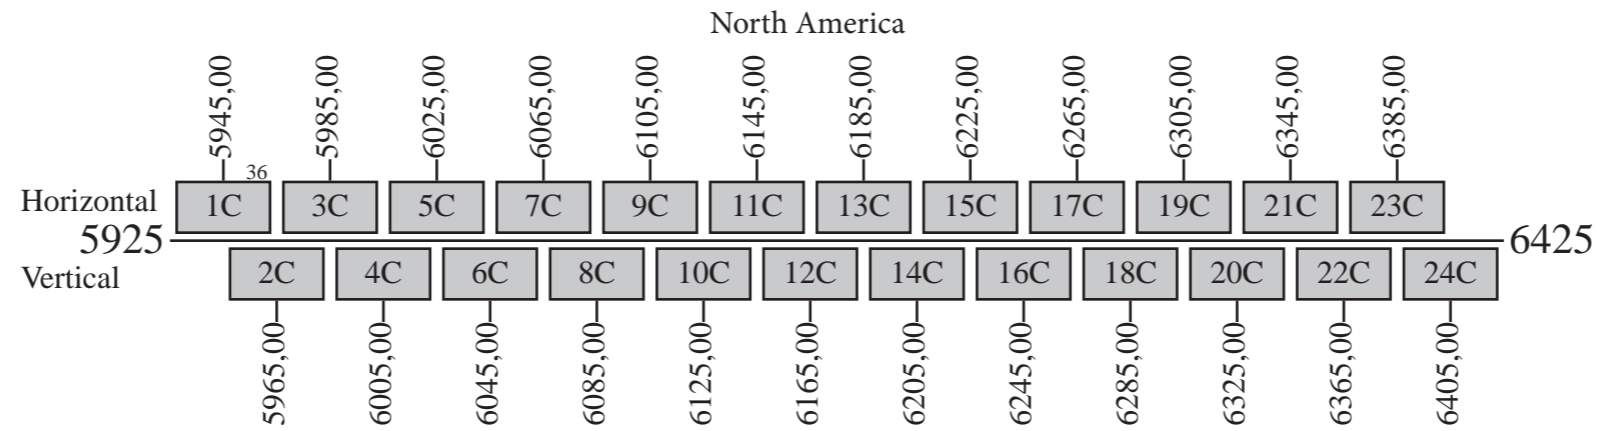 North America
5945,00 5985,00 6025,00 6065,00 6105,00 6145,00 6185,00 6225,00 6265,00 6305,00 6345,00 6385,00
36
Horizontal 1C 3C 5C 7C 9C 11C 13C 15C 17C 19C 21C 23C
5925 6425
Vertical 2C 4C 6C 8C 10C 12C 14C 16C 18C 20C 22C 24C
5965,00 6005,00 6045,00 6085,00 6125,00 6165,00 6205,00 6245,00 6285,00 6325,00 6365,00 6405,00